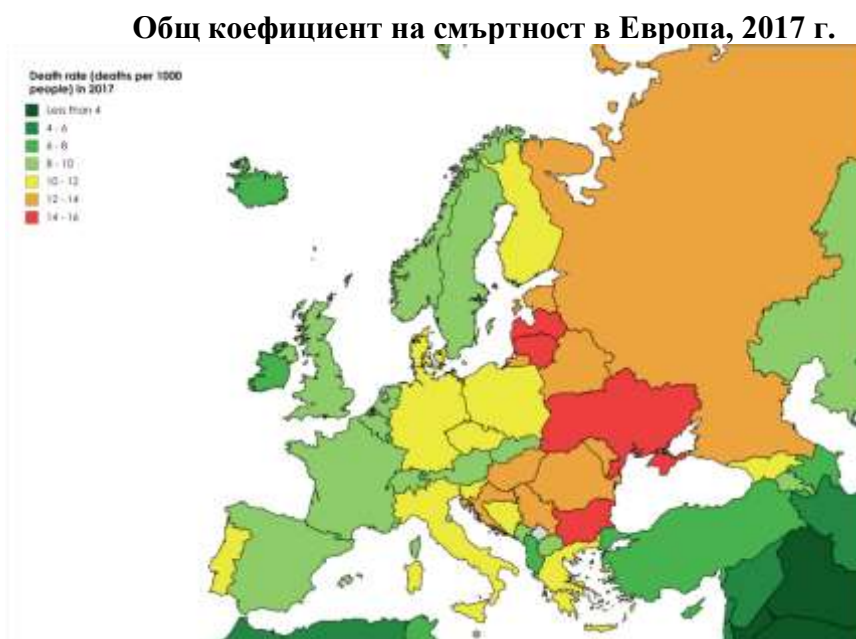 Общ коефициент на смъртност в Европа, 2017 г.
Death rate (deaths per 1000
people) in 2017
Less than 4
4 - 6
6 - 8
8 - 10
10 - 12
12 - 14
14 - 16